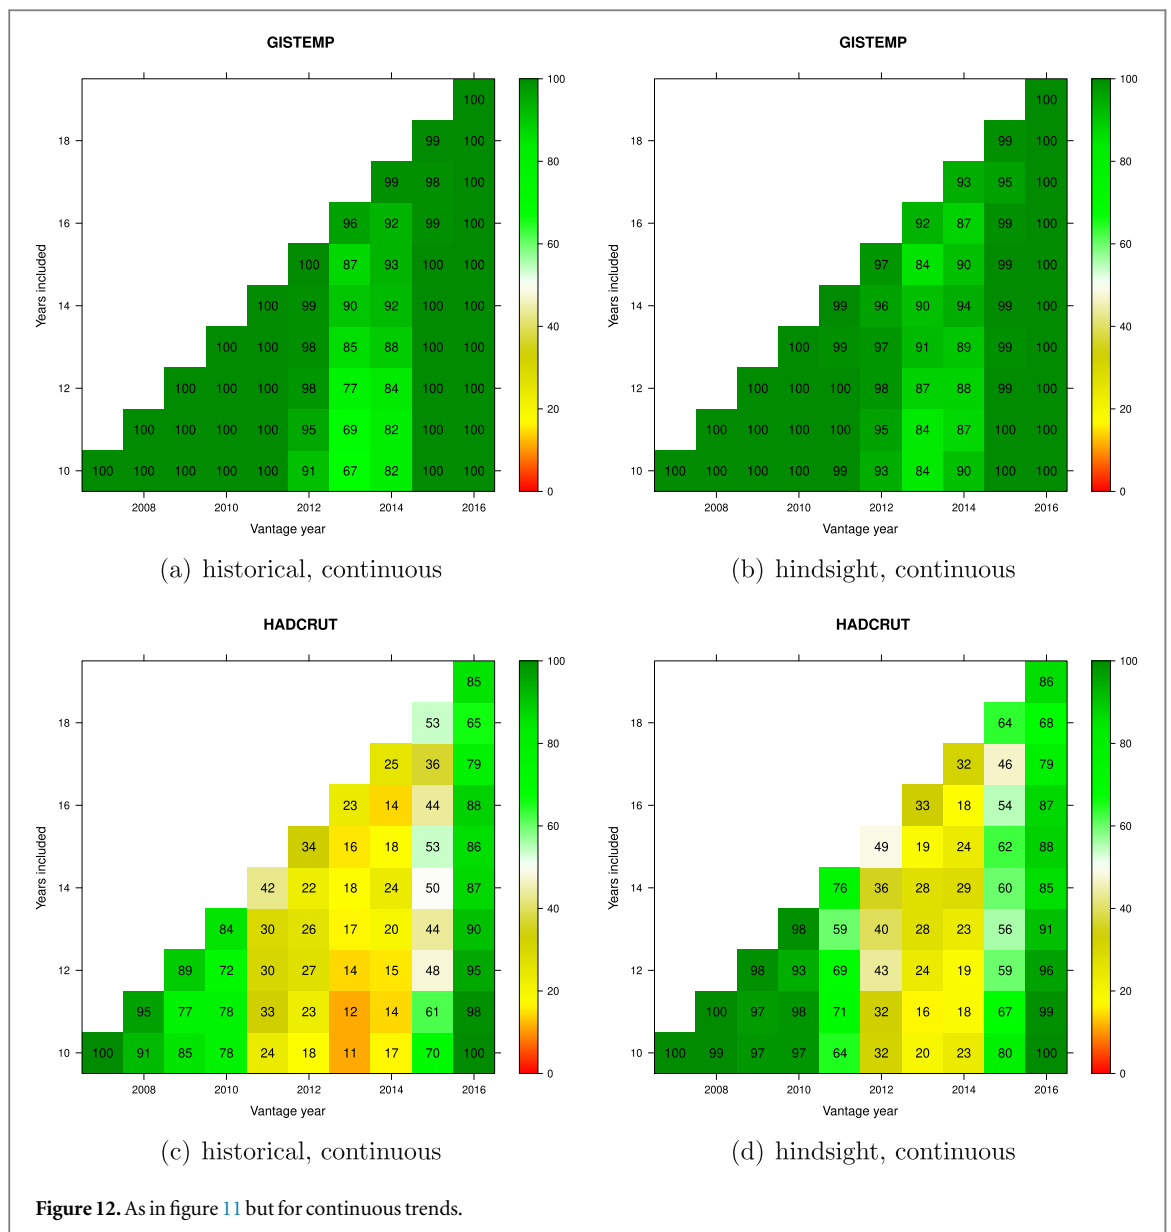 GISTEMP
100
18 99 100
99 98 100
16 96 92 99 100
100 87 93 100 100
14 100 99 90 92 100 100
100 100 98 85 88 100 100
12 100 100 100 98 77 84 100 100
100 100 100 100 95 69 82 100 100
10 100 100 100 100 100 91 67 82 100 100
2008 2010 2012 2014 2016
Vantage year
Years included
100
80
60
40
20
0
(a) historical, continuous
GISTEMP
100
18 99 100
93 95 100
16 92 87 99 100
97 84 90 99 100
14 99 96 90 94 99 100
100 99 97 91 89 99 100
12 100 100 100 98 87 88 99 100
100 100 100 100 95 84 87 100 100
10 100 100 100 100 99 93 84 90 100 100
2008 2010 2012 2014 2016
Vantage year
Years included
100
80
60
40
20
0
(b) hindsight, continuous
HADCRUT
85
18 53 65
25 36 79
16 23 14 44 88
34 16 18 53 86
14 42 22 18 24 50 87
84 30 26 17 20 44 90
12 89 72 30 27 14 15 48 95
95 77 78 33 23 12 14 61 98
10 100 91 85 78 24 18 11 17 70 100
2008 2010 2012 2014 2016
Vantage year
Years included
100
80
60
40
20
0
(c) historical, continuous
HADCRUT
86
18 64 68
32 46 79
16 33 18 54 87
49 19 24 62 88
14 76 36 28 29 60 85
98 59 40 28 23 56 91
12 98 93 69 43 24 19 59 96
100 97 98 71 32 16 18 67 99
10 100 99 97 97 64 32 20 23 80 100
2008 2010 2012 2014 2016
Vantage year
Years included
100
80
60
40
20
0
(d) hindsight, continuous
Figure 12. As in figure 11 but for continuous trends.